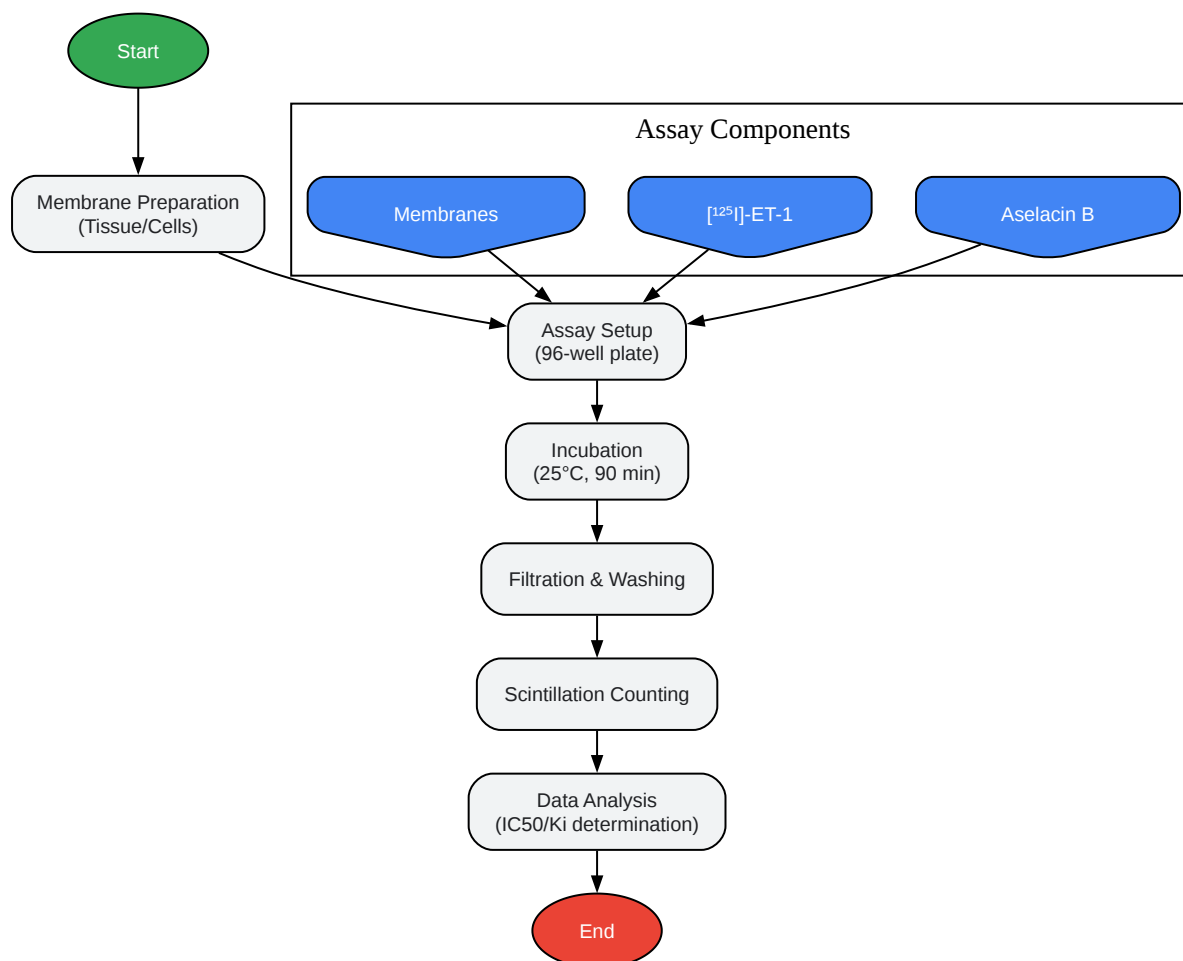 Start
Assay Components
Membrane Preparation
(Tissue/Cells)
Membranes
[¹²⁵I]-ET-1
Aselacin B
Assay Setup
(96-well plate)
Incubation
(25°C, 90 min)
Filtration & Washing
Scintillation Counting
Data Analysis
(IC50/Ki determination)
End